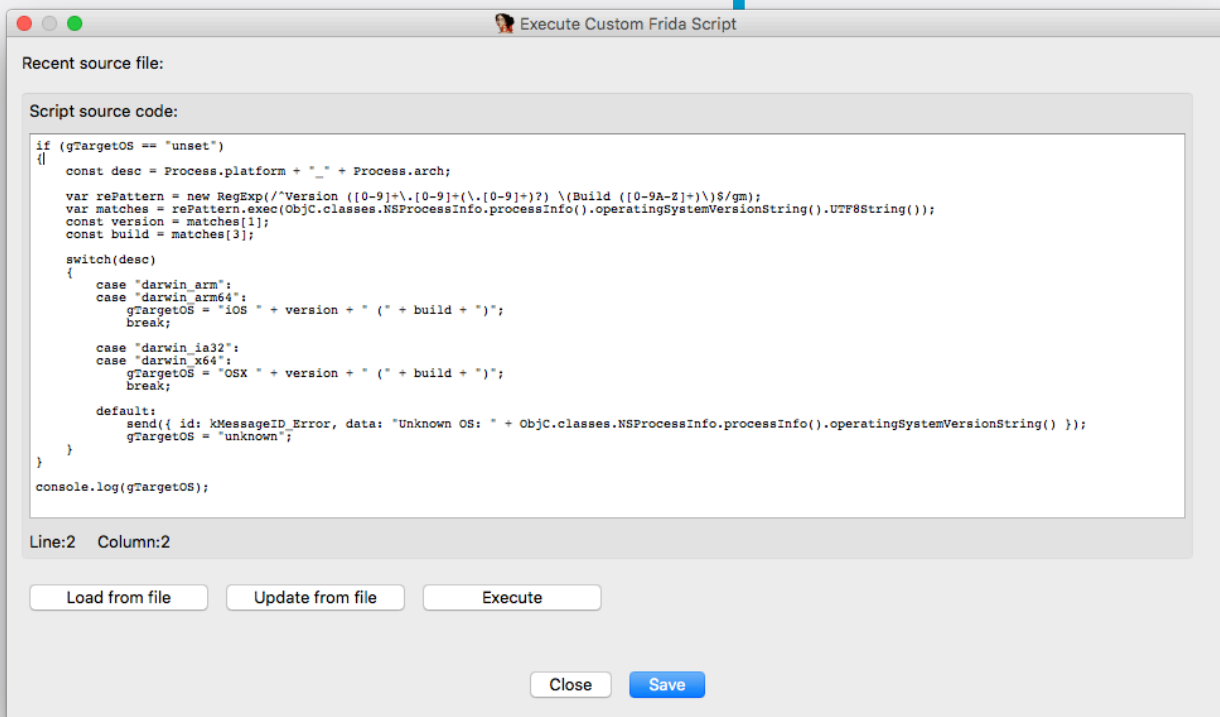 Execute Custom Frida Script
Recent source file:
Script source code:
if (gTargetOS == "unset")
{
    const desc = Process.platform + "_" + Process.arch;

    var rePattern = new RegExp(/^Version ([0-9]+\.[0-9]+(\.[0-9]+)?) \(Build ([0-9A-Z]+)\)$/gm);
    var matches = rePattern.exec(ObjC.classes.NSProcessInfo.processInfo().operatingSystemVersionString().UTF8String());
    const version = matches[1];
    const build = matches[3];

    switch(desc)
    {
        case "darwin_arm":
        case "darwin_arm64":
            gTargetOS = "iOS " + version + " (" + build + ")";
            break;

        case "darwin_ia32":
        case "darwin_x64":
            gTargetOS = "OSX " + version + " (" + build + ")";
            break;

        default:
            send({ id: kMessageID_Error, data: "Unknown OS: " + ObjC.classes.NSProcessInfo.processInfo().operatingSystemVersionString() });
            gTargetOS = "unknown";
    }
}

console.log(gTargetOS);
Line:2 Column:2
Load from file Update from file Execute
Close Save